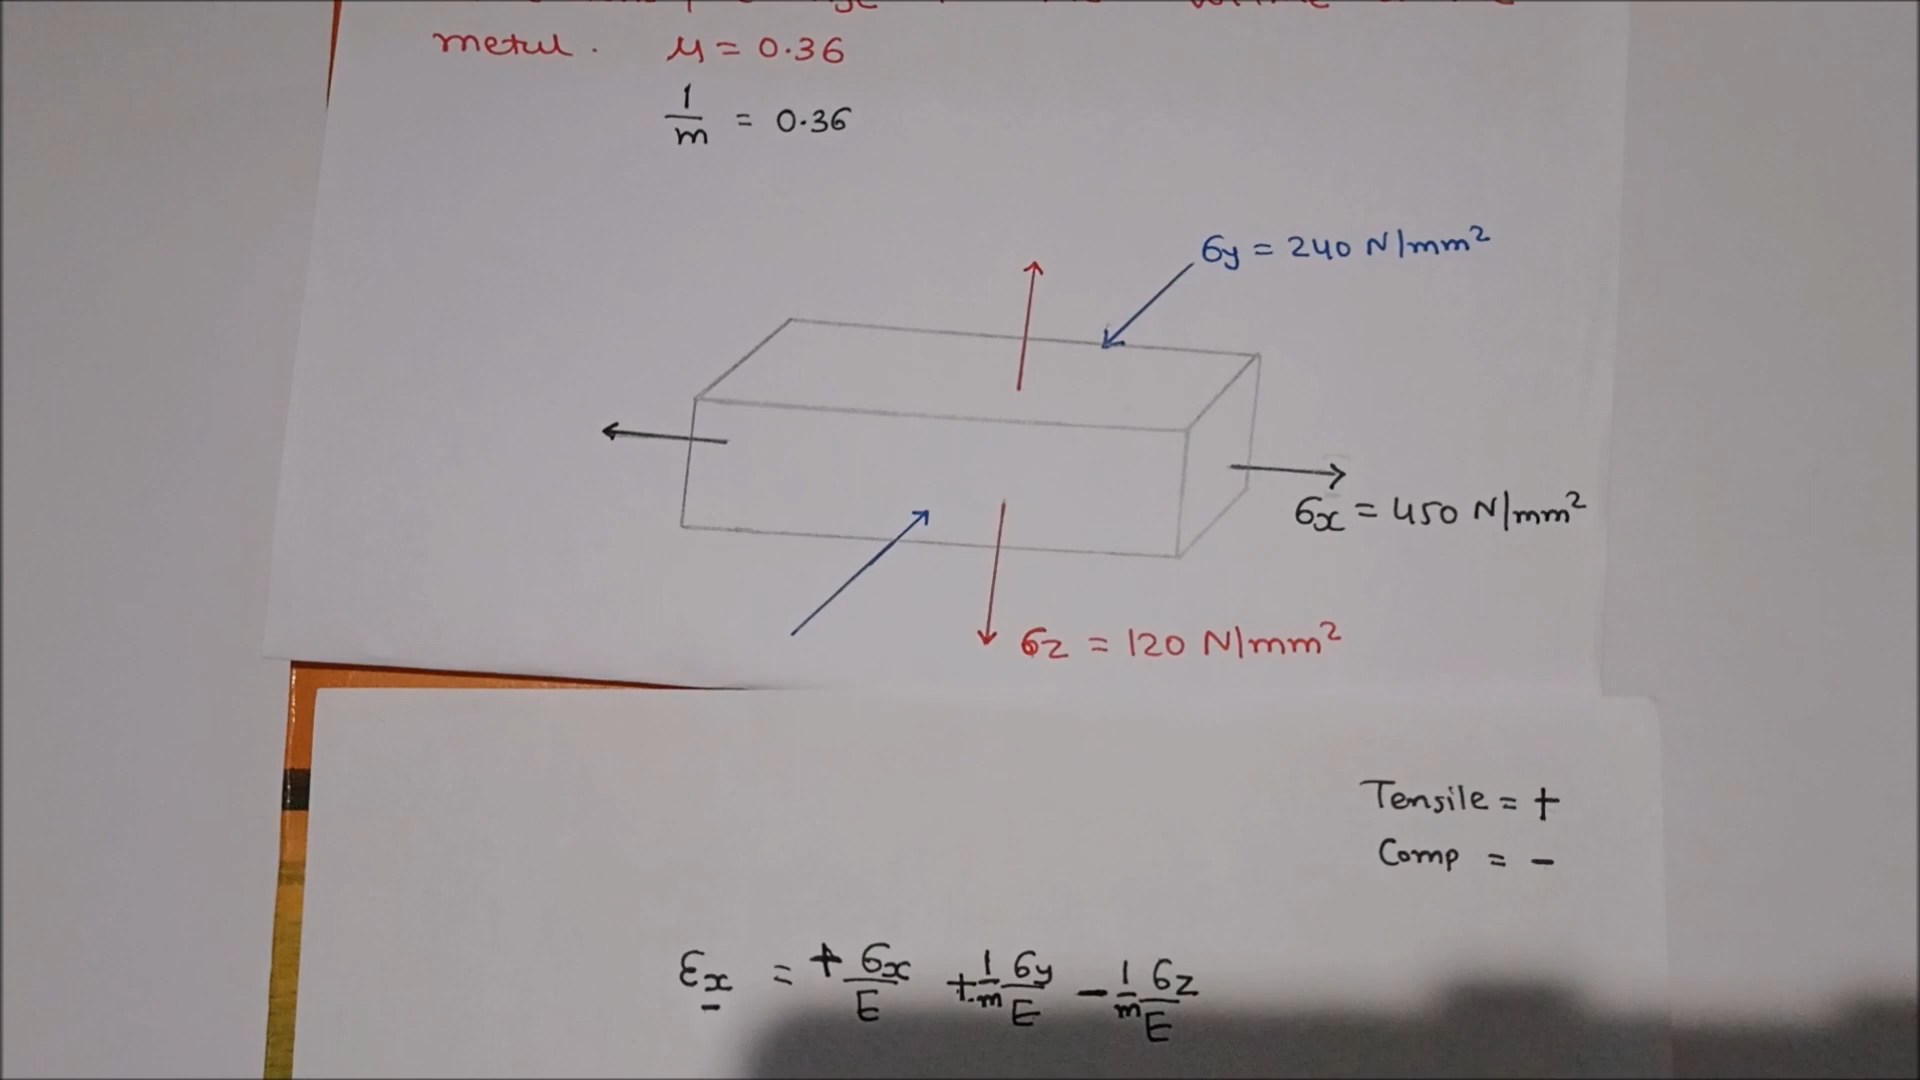 metal. μ = 0.36
1/m = 0.36
σy = 240 N/mm²
σx = 450 N/mm²
σz = 120 N/mm²
Tensile = +
Comp = -
εx = + σx/E + 1/m σy/E - 1/m σz/E